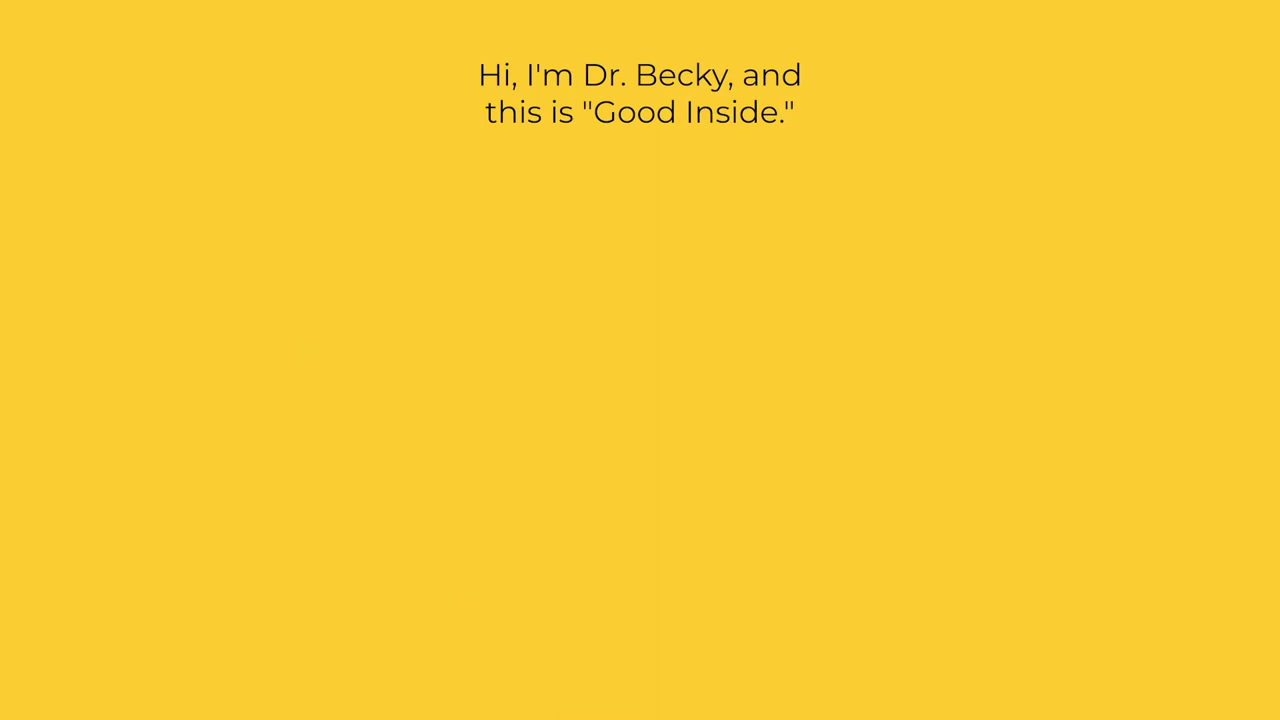 Hi, I'm Dr. Becky, and
this is "Good Inside."